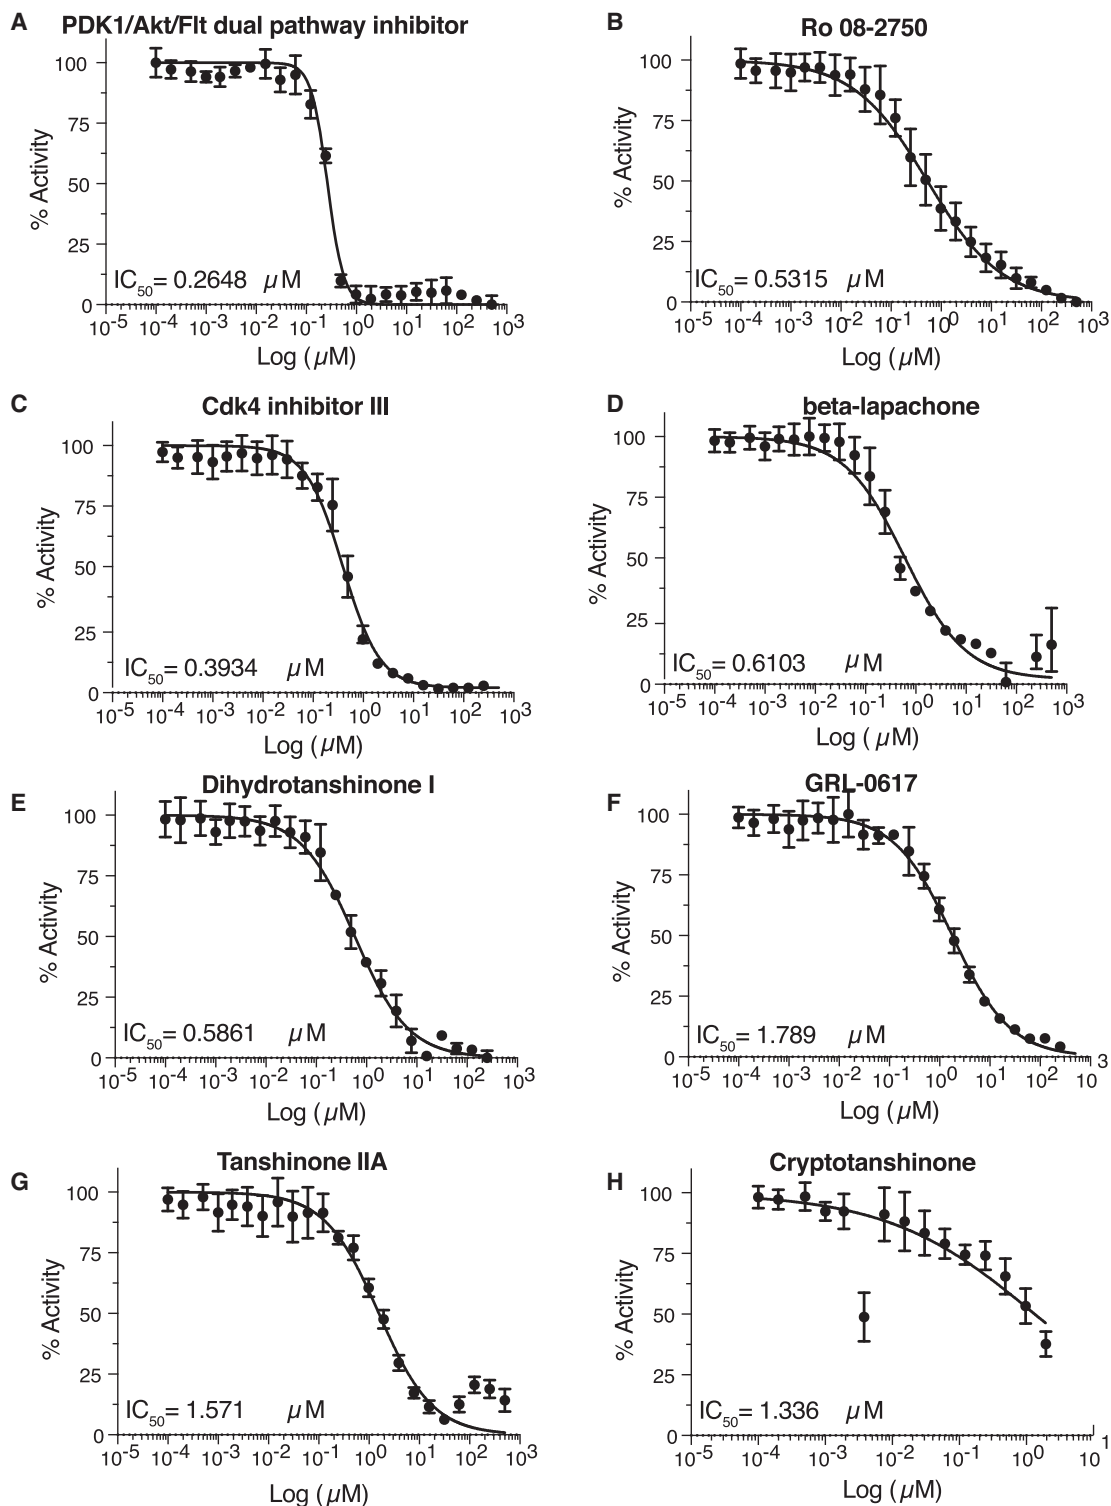 A PDK1/Akt/Flt dual pathway inhibitor
100
75
50
25
0
% Activity
IC50= 0.2648 µM
10-5 10-4 10-3 10-2 10-1 100 101 102 103
Log (µM)
B Ro 08-2750
100
75
50
25
0
% Activity
IC50= 0.5315 µM
10-5 10-4 10-3 10-2 10-1 100 101 102 103
Log (µM)
C Cdk4 inhibitor III
100
75
50
25
0
% Activity
IC50= 0.3934 µM
10-5 10-4 10-3 10-2 10-1 100 101 102 103
Log (µM)
D beta-lapachone
100
75
50
25
0
% Activity
IC50= 0.6103 µM
10-5 10-4 10-3 10-2 10-1 100 101 102 103
Log (µM)
E Dihydrotanshinone I
100
75
50
25
0
% Activity
IC50= 0.5861 µM
10-5 10-4 10-3 10-2 10-1 100 101 102 103
Log (µM)
F GRL-0617
100
75
50
25
0
% Activity
IC50= 1.789 µM
10-5 10-4 10-3 10-2 10-1 100 101 102 103
Log (µM)
G Tanshinone IIA
100
75
50
25
0
% Activity
IC50= 1.571 µM
10-5 10-4 10-3 10-2 10-1 100 101 102 103
Log (µM)
H Cryptotanshinone
100
75
50
25
0
% Activity
IC50= 1.336 µM
10-5 10-4 10-3 10-2 10-1 100 101
Log (µM)